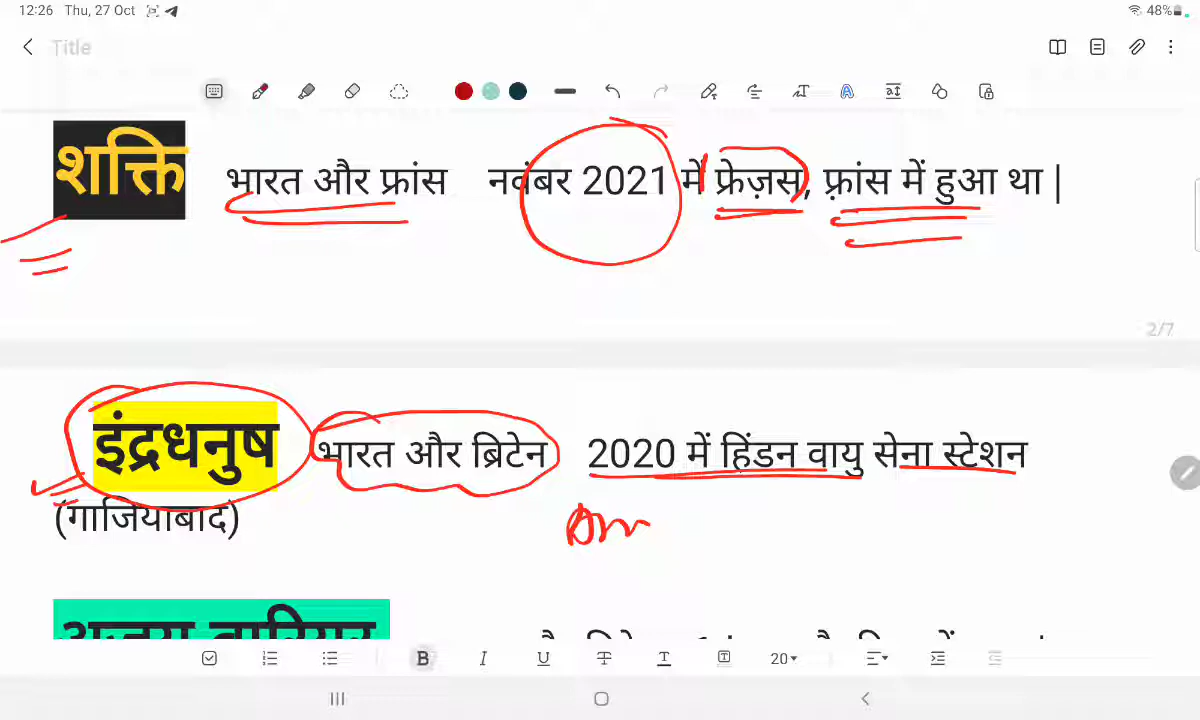 12:26 Thu, 27 Oct 48%
Title
शक्ति भारत और फ्रांस नवंबर 2021 में फ्रेज़स, फ़्रांस में हुआ था |
2/7
इंद्रधनुष भारत और ब्रिटेन 2020 में हिंडन वायु सेना स्टेशन
(गाजियाबाद)
B I U T T T 20